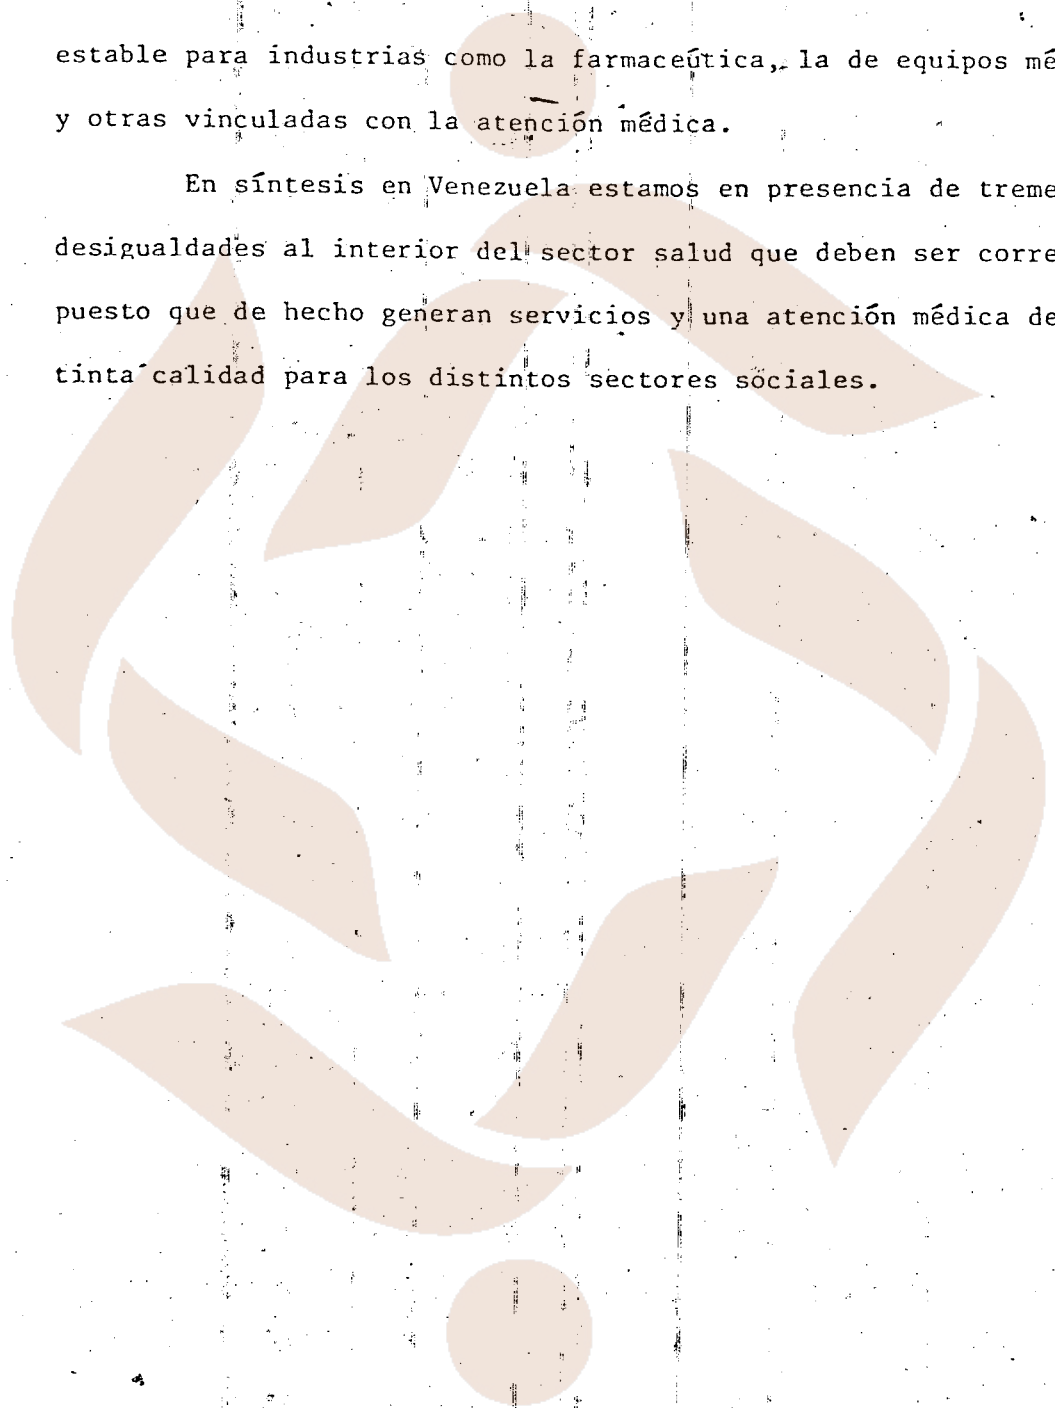 estable para industrias como la farmaceútica, la de equipos mé
y otras vinculadas con la atención médica.
En síntesis en Venezuela estamos en presencia de treme
desigualdades al interior del sector salud que deben ser corre
puesto que de hecho generan servicios y una atención médica de
tinta calidad para los distintos sectores sociales.